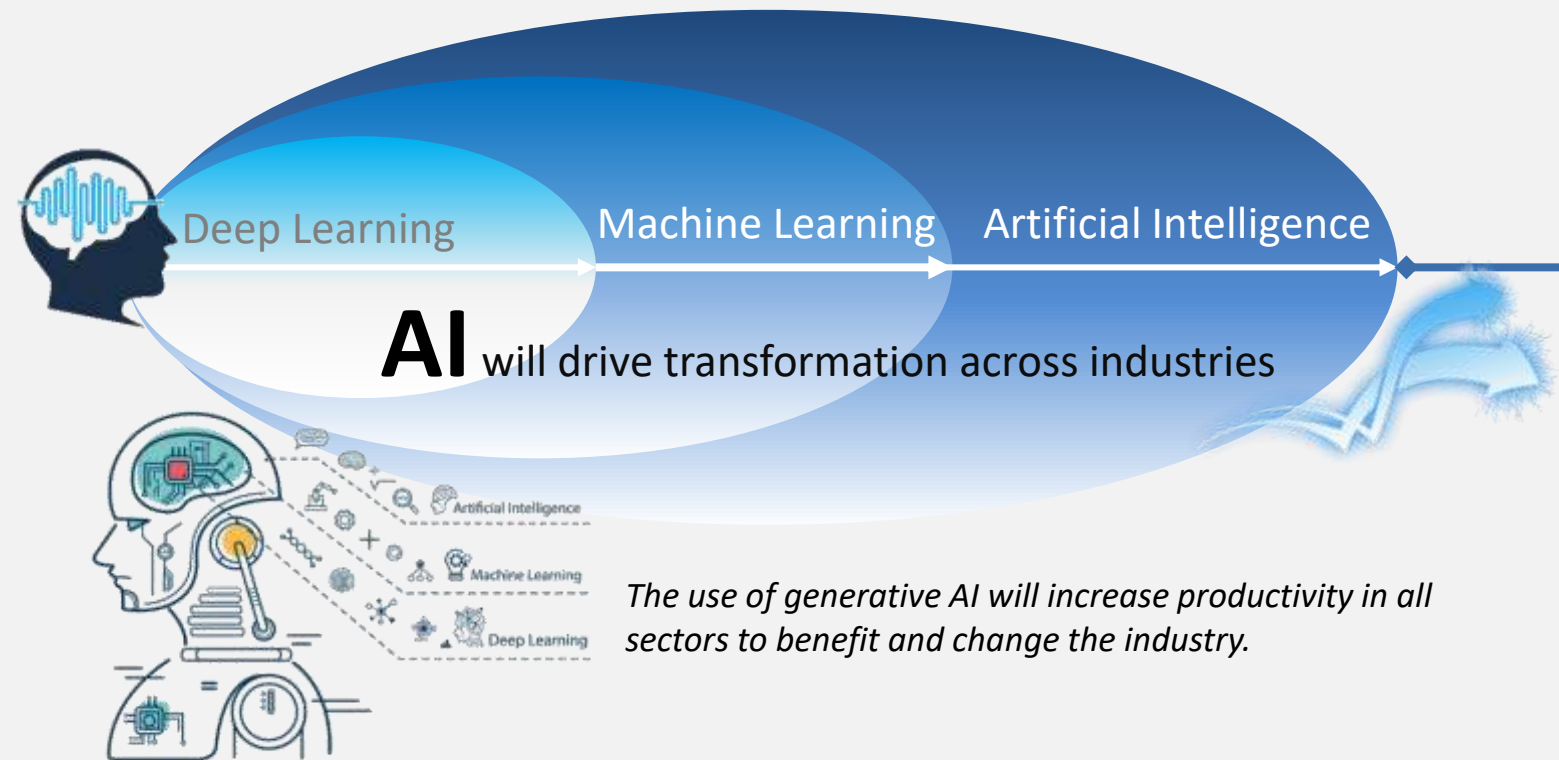 Deep Learning
Machine Learning
Artificial Intelligence
AI will drive transformation across industries
Artificial Intelligence
Machine Learning
Deep Learning
The use of generative AI will increase productivity in all
sectors to benefit and change the industry.